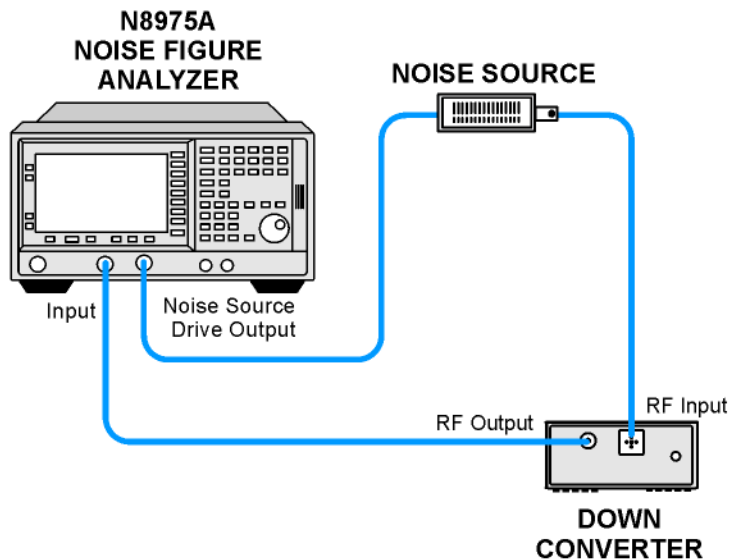 N8975A
NOISE FIGURE
ANALYZER
NOISE SOURCE
Input
Noise Source
Drive Output
RF Output
RF Input
DOWN
CONVERTER